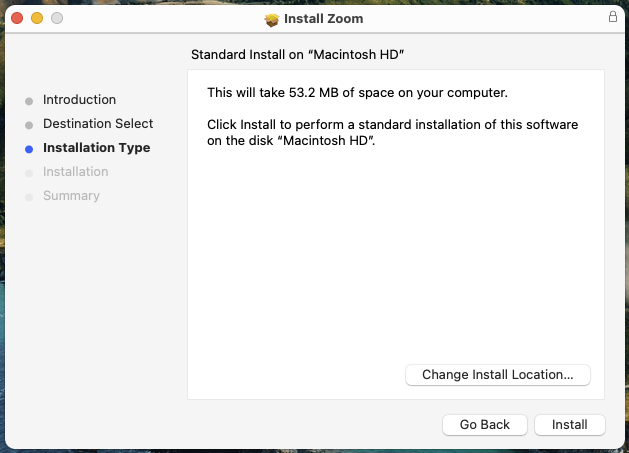 Install Zoom
Standard Install on “Macintosh HD”
Introduction
Destination Select
Installation Type
Installation
Summary
This will take 53.2 MB of space on your computer.
Click Install to perform a standard installation of this software
on the disk “Macintosh HD”.
Change Install Location...
Go Back
Install